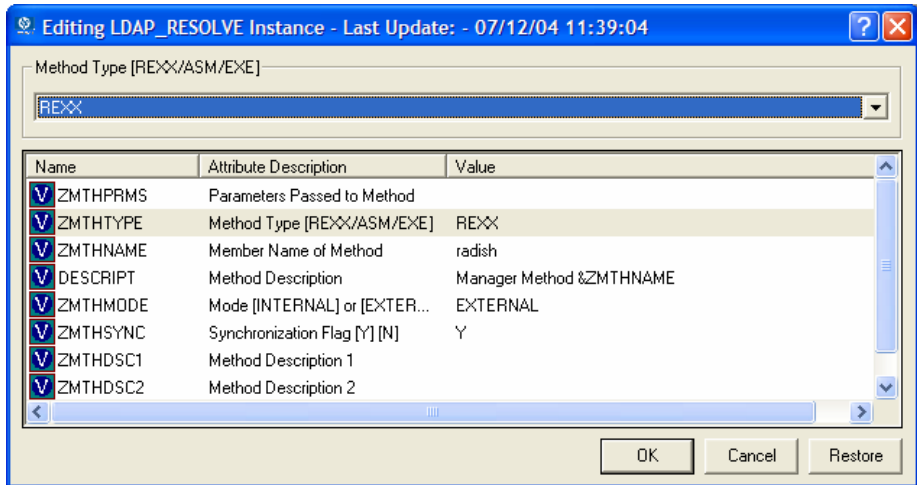 Editing LDAP_RESOLVE Instance - Last Update: - 07/12/04 11:39:04
Method Type [REXX/ASM/EXE]
REXX
Name Attribute Description Value
V ZMTHPRMS Parameters Passed to Method
V ZMTHTYPE Method Type [REXX/ASM/EXE] REXX
V ZMTHNAME Member Name of Method radish
V DESCRIPT Method Description Manager Method &ZMTHNAME
V ZMTHMODE Mode [INTERNAL] or [EXTER... EXTERNAL
V ZMTHSYNC Synchronization Flag [Y] [N] Y
V ZMTHDSC1 Method Description 1
V ZMTHDSC2 Method Description 2
OK Cancel Restore